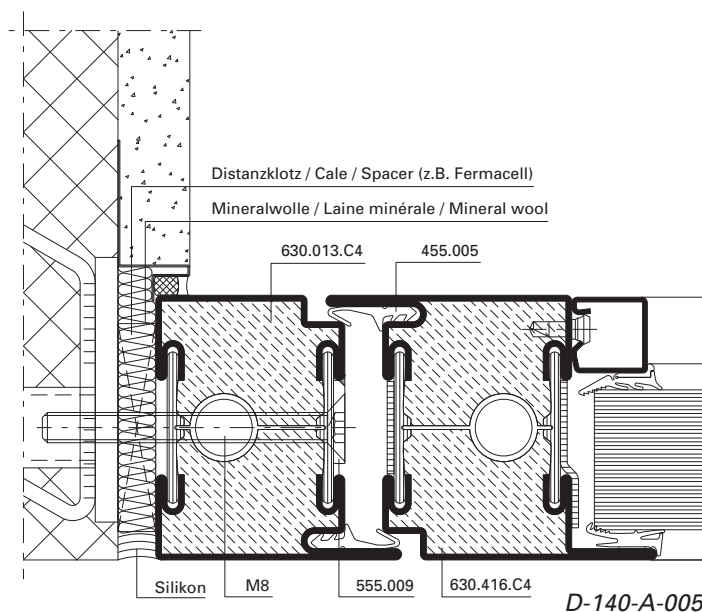 Distanzklotz / Cale / Spacer (z.B. Fermacell)
Mineralwolle / Laine minérale / Mineral wool
630.013.C4
455.005
Silikon
M8
555.009
630.416.C4
D-140-A-005